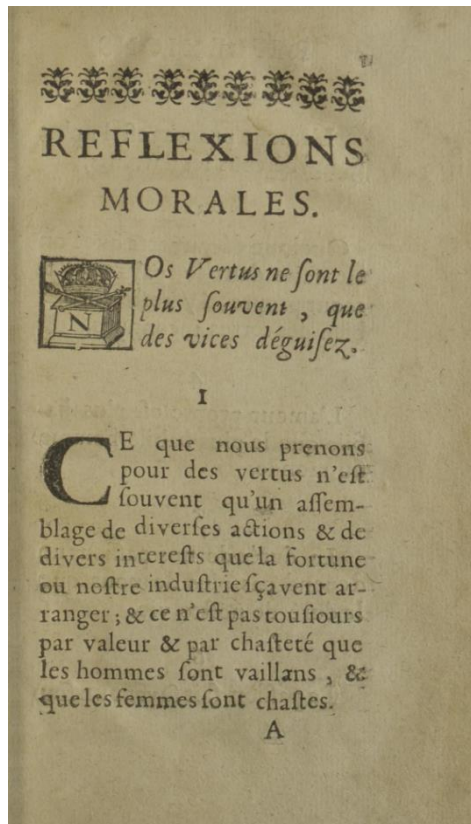 REFLEXIONS
MORALES.
NOs Vertus ne ſont le
plus ſouvent, que
des vices déguiſez.
I
CE que nous prenons
pour des vertus n'eſt
ſouvent qu'un aſſem-
blage de diverſes actions & de
divers intereſts que la fortune
ou noſtre induſtrie ſçavent ar-
ranger; & ce n'eſt pas touſiours
par valeur & par chaſteté que
les hommes ſont vaillans, &
que les femmes ſont chaſtes.
A